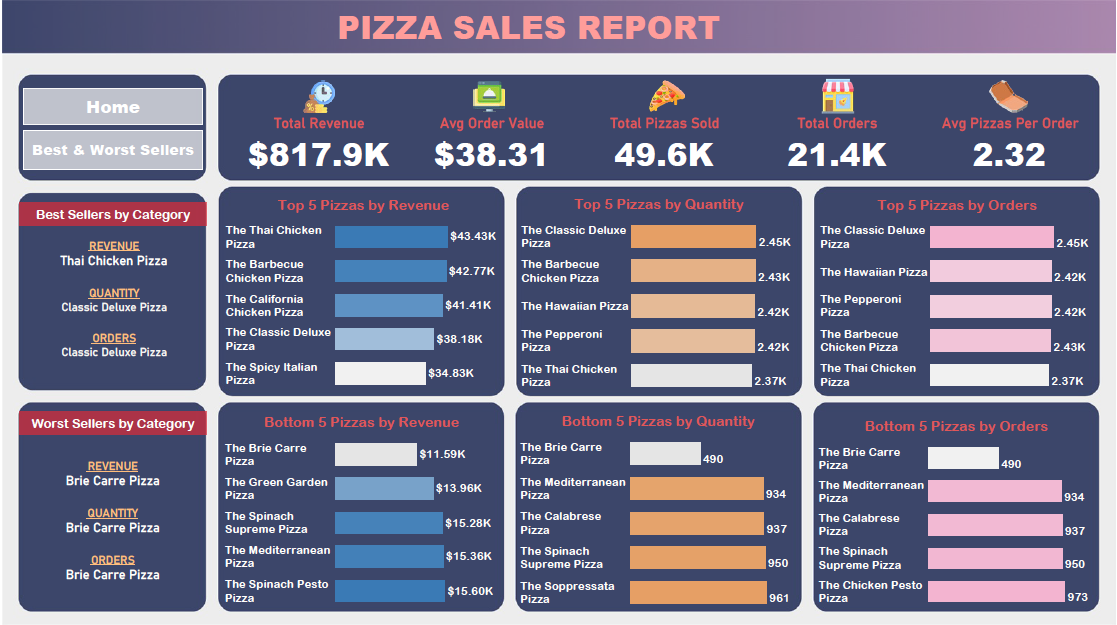 PIZZA SALES REPORT
Home
Best & Worst Sellers
Total Revenue
$817.9K
Avg Order Value
$38.31
Total Pizzas Sold
49.6K
Total Orders
21.4K
Avg Pizzas Per Order
2.32
Best Sellers by Category
REVENUE
Thai Chicken Pizza
QUANTITY
Classic Deluxe Pizza
ORDERS
Classic Deluxe Pizza
Top 5 Pizzas by Revenue
The Thai Chicken
Pizza
$43.43K
The Barbecue
Chicken Pizza
$42.77K
The California
Chicken Pizza
$41.41K
The Classic Deluxe
Pizza
$38.18K
The Spicy Italian
Pizza
$34.83K
Top 5 Pizzas by Quantity
The Classic Deluxe
Pizza
2.45K
The Barbecue
Chicken Pizza
2.43K
The Hawaiian Pizza
2.42K
The Pepperoni
Pizza
2.42K
The Thai Chicken
Pizza
2.37K
Top 5 Pizzas by Orders
The Classic Deluxe
Pizza
2.45K
The Hawaiian Pizza
2.42K
The Pepperoni
Pizza
2.42K
The Barbecue
Chicken Pizza
2.43K
The Thai Chicken
Pizza
2.37K
Worst Sellers by Category
REVENUE
Brie Carre Pizza
QUANTITY
Brie Carre Pizza
ORDERS
Brie Carre Pizza
Bottom 5 Pizzas by Revenue
The Brie Carre
Pizza
$11.59K
The Green Garden
Pizza
$13.96K
The Spinach
Supreme Pizza
$15.28K
The Mediterranean
Pizza
$15.36K
The Spinach Pesto
Pizza
$15.60K
Bottom 5 Pizzas by Quantity
The Brie Carre
Pizza
490
The Mediterranean
Pizza
934
The Calabrese
Pizza
937
The Spinach
Supreme Pizza
950
The Soppressata
Pizza
961
Bottom 5 Pizzas by Orders
The Brie Carre
Pizza
490
The Mediterranean
Pizza
934
The Calabrese
Pizza
937
The Spinach
Supreme Pizza
950
The Chicken Pesto
Pizza
973